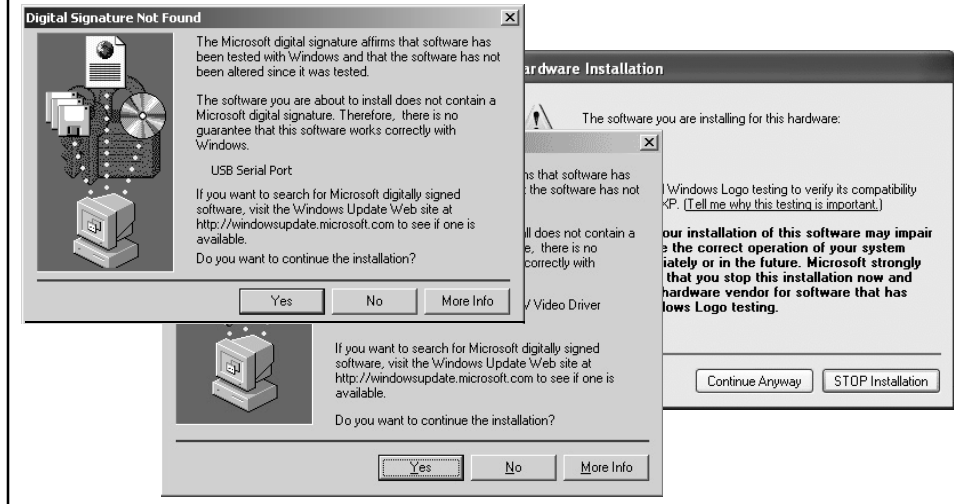 Digital Signature Not Found
The Microsoft digital signature affirms that software has
been tested with Windows and that the software has not
been altered since it was tested.
The software you are about to install does not contain a
Microsoft digital signature. Therefore, there is no
guarantee that this software works correctly with
Windows.
USB Serial Port
If you want to search for Microsoft digitally signed
software, visit the Windows Update Web site at
http://windowsupdate.microsoft.com to see if one is
available.
Do you want to continue the installation?
Yes No More Info
that software has
the software has not
does not contain a
there is no
correctly with
Video Driver
If you want to search for Microsoft digitally signed
software, visit the Windows Update Web site at
http://windowsupdate.microsoft.com to see if one is
available.
Do you want to continue the installation?
Yes No More Info
Installation
The software you are installing for this hardware:
Windows Logo testing to verify its compatibility
XP. (Tell me why this testing is important.)
installation of this software may impair
the correct operation of your system
or in the future. Microsoft strongly
that you stop this installation now and
hardware vendor for software that has
Logo testing.
Continue Anyway STOP Installation